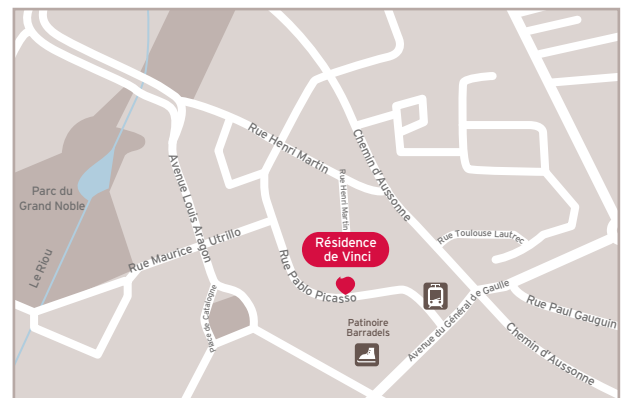 Rue Henri Martin
Chemin d'Aussonne
Avenue Louis Aragon
Rue Henri Martin
Parc du
Grand Noble
Le Riou
Rue Maurice Utrillo
Résidence
de Vinci
Rue Toulouse Lautrec
Rue Pablo Picasso
Place de Catalogne
Patinoire
Barradels
Avenue du Général de Gaulle
Rue Paul Gauguin
Chemin d'Aussonne